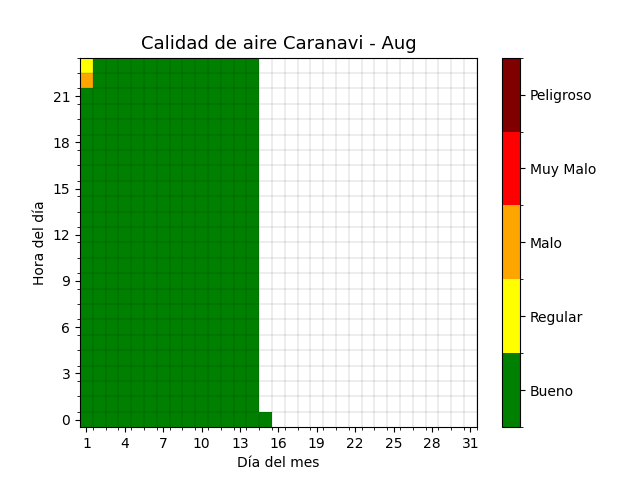 Calidad de aire Caranavi - Aug
Hora del día
21
18
15
12
9
6
3
0
1 4 7 10 13 16 19 22 25 28 31
Día del mes
Peligroso
Muy Malo
Malo
Regular
Bueno